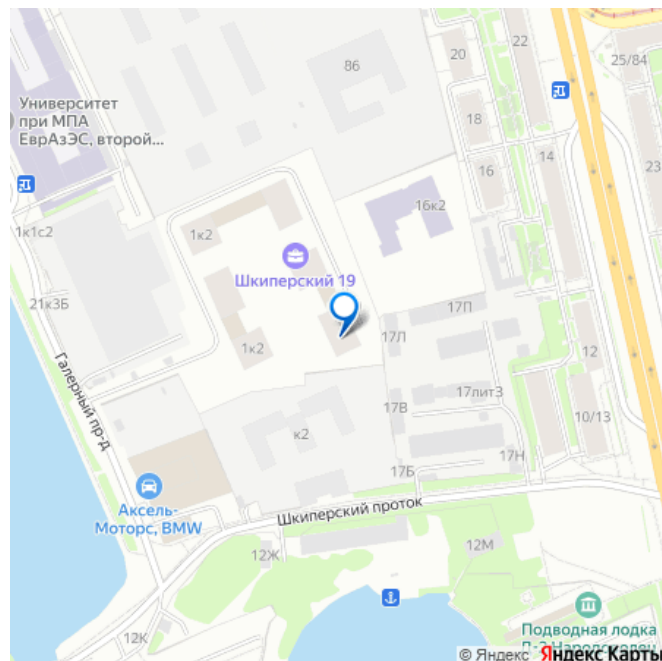 86
20
22
25/84
Университет
при МПА
ЕврАзЭС, второй...
18
14
23
16
1к1с2
1к2
16к2
Шкиперский 19
21к3Б
17П
17Л
1к2
12
Галерный пр-д
17литЗ
17В
10/13
к2
17Б
17Н
Аксель-
Моторс, BMW
Шкиперский проток
12Ж
12М
12К
Подводная лодка
© Яндекс Яндекс Карты